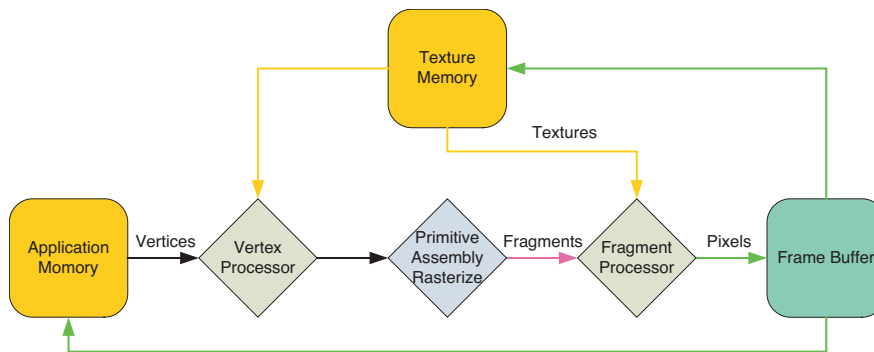 Texture
Memory
Textures
Application
Momory
Vertices
Vertex
Processor
Primitive
Assembly
Rasterize
Fragments
Fragment
Processor
Pixels
Frame Buffer